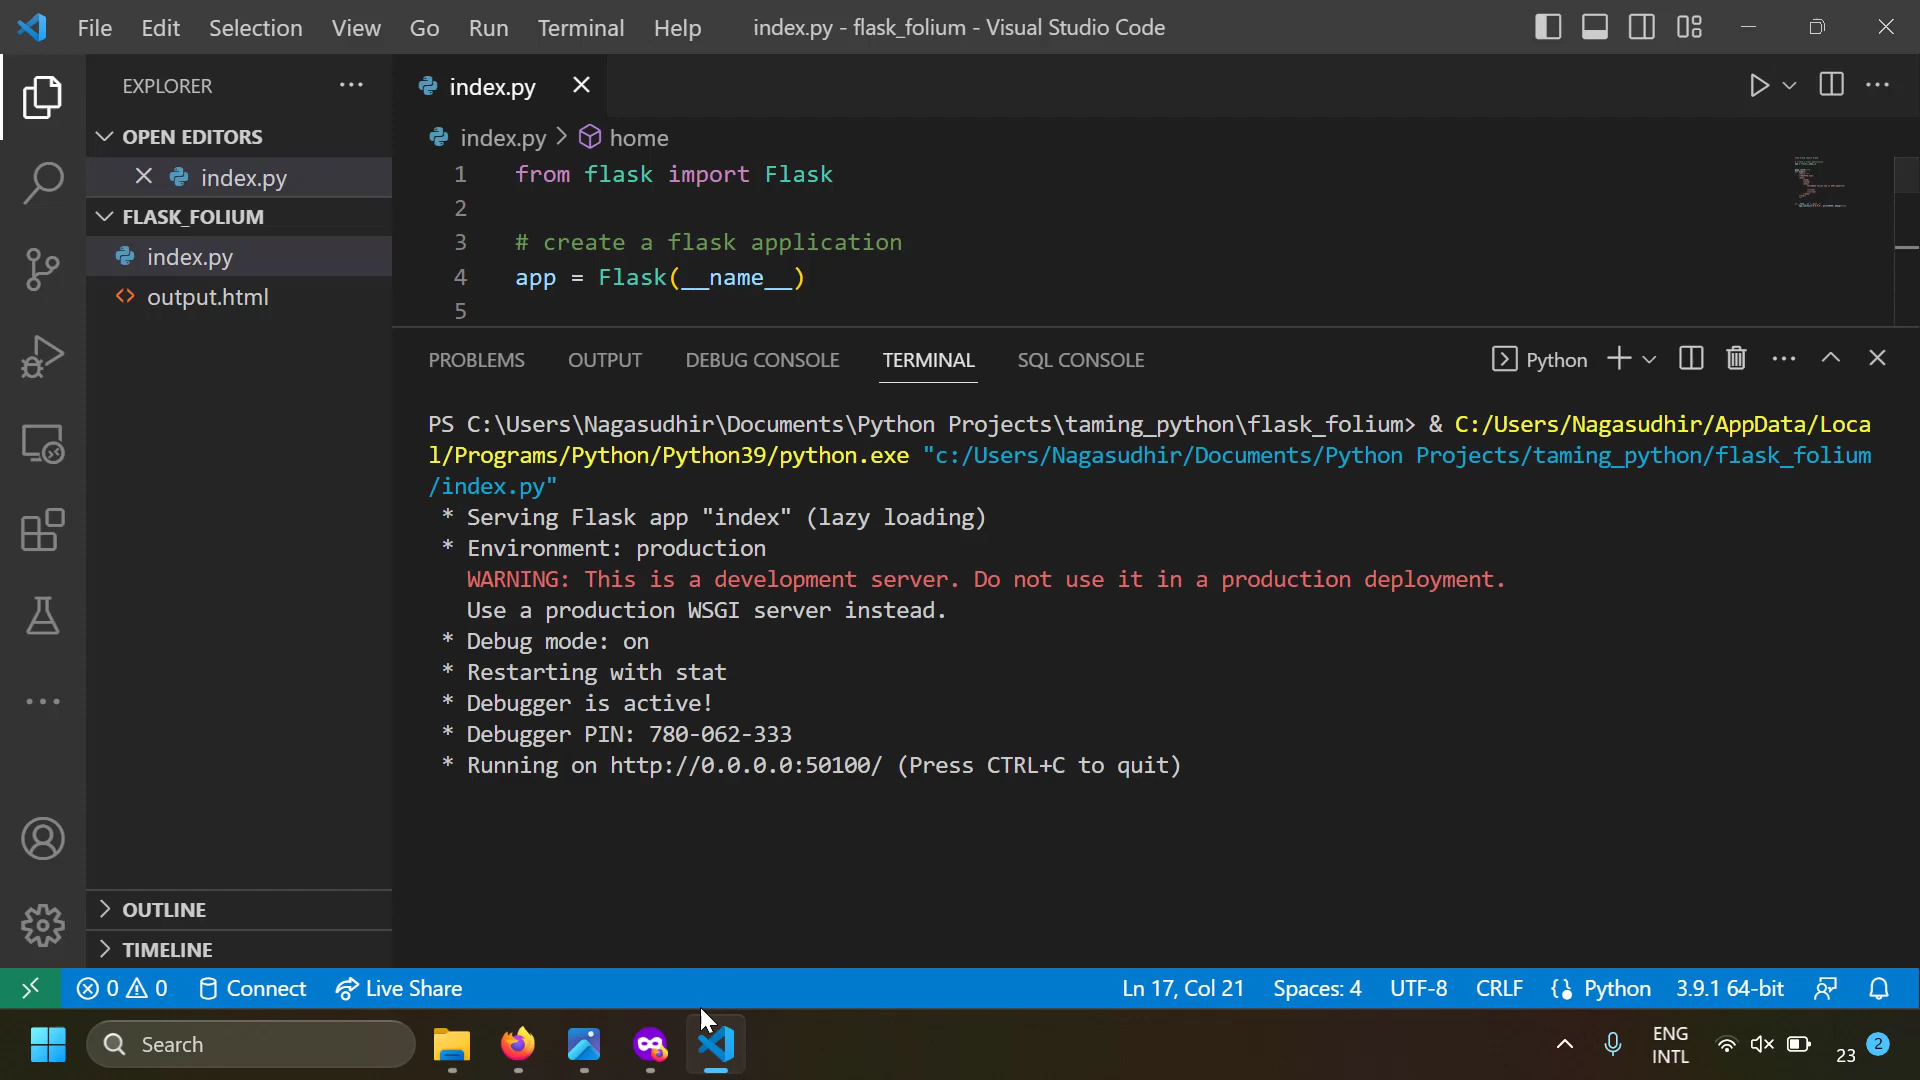 File Edit Selection View Go Run Terminal Help index.py - flask_folium - Visual Studio Code
EXPLORER
OPEN EDITORS
index.py
FLASK_FOLIUM
index.py
output.html
OUTLINE
TIMELINE
index.py
index.py > home
1 from flask import Flask
2
3 # create a flask application
4 app = Flask(__name__)
5
PROBLEMS OUTPUT DEBUG CONSOLE TERMINAL SQL CONSOLE Python
PS C:\Users\Nagasudhir\Documents\Python Projects\taming_python\flask_folium> & C:/Users/Nagasudhir/AppData/Loca
l/Programs/Python/Python39/python.exe "c:/Users/Nagasudhir/Documents/Python Projects/taming_python/flask_folium
/index.py"
* Serving Flask app "index" (lazy loading)
* Environment: production
WARNING: This is a development server. Do not use it in a production deployment.
Use a production WSGI server instead.
* Debug mode: on
* Restarting with stat
* Debugger is active!
* Debugger PIN: 780-062-333
* Running on http://0.0.0.0:50100/ (Press CTRL+C to quit)
0 0 Connect Live Share Ln 17, Col 21 Spaces: 4 UTF-8 CRLF Python 3.9.1 64-bit
Search
ENG
INTL
23
2